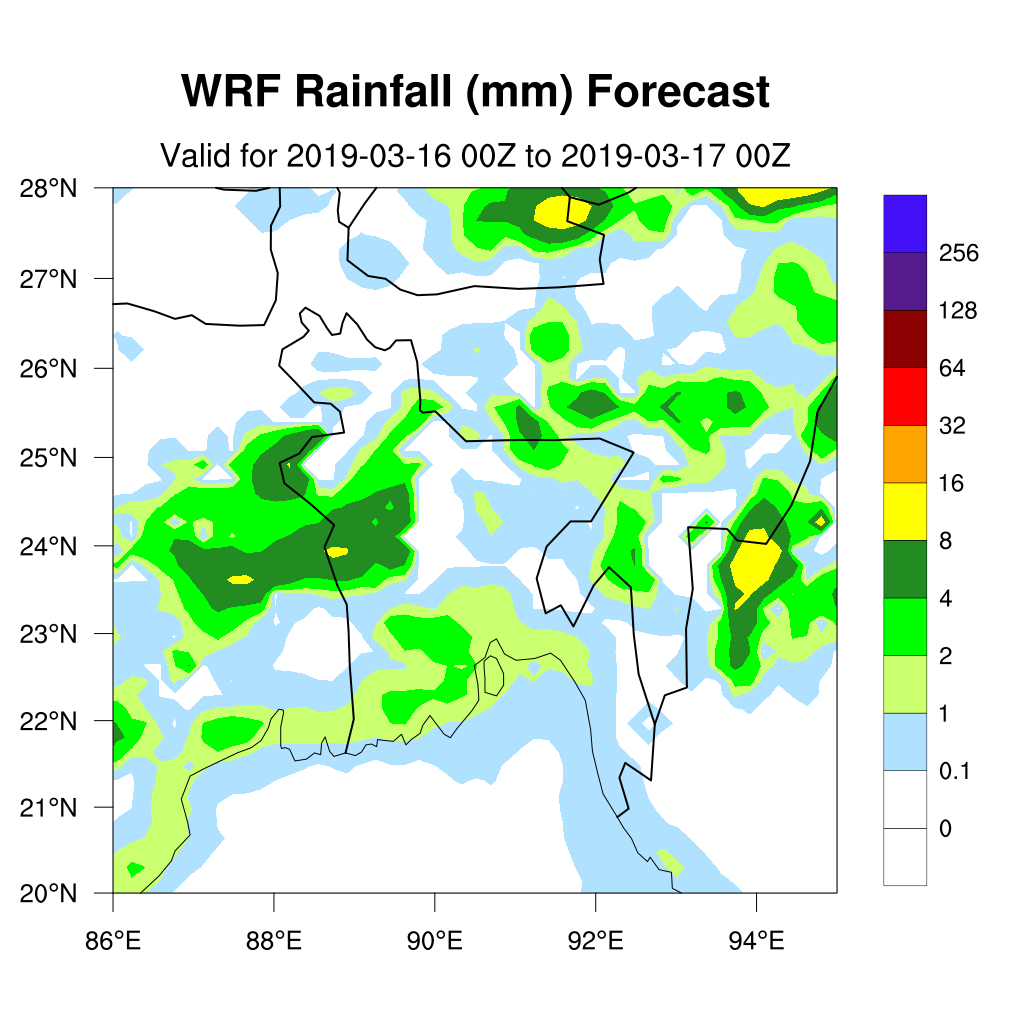 WRF Rainfall (mm) Forecast
Valid for 2019-03-16 00Z to 2019-03-17 00Z
28°N
27°N
26°N
25°N
24°N
23°N
22°N
21°N
20°N
86°E 88°E 90°E 92°E 94°E
256
128
64
32
16
8
4
2
1
0.1
0